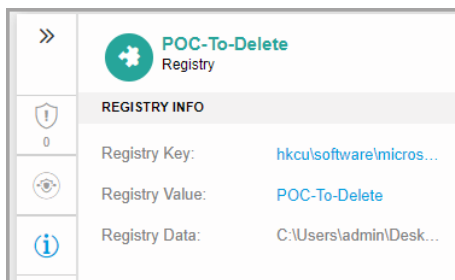 POC-To-Delete
Registry
REGISTRY INFO
0
Registry Key: hkcu\software\micros...
Registry Value: POC-To-Delete
Registry Data: C:\Users\admin\Desk...